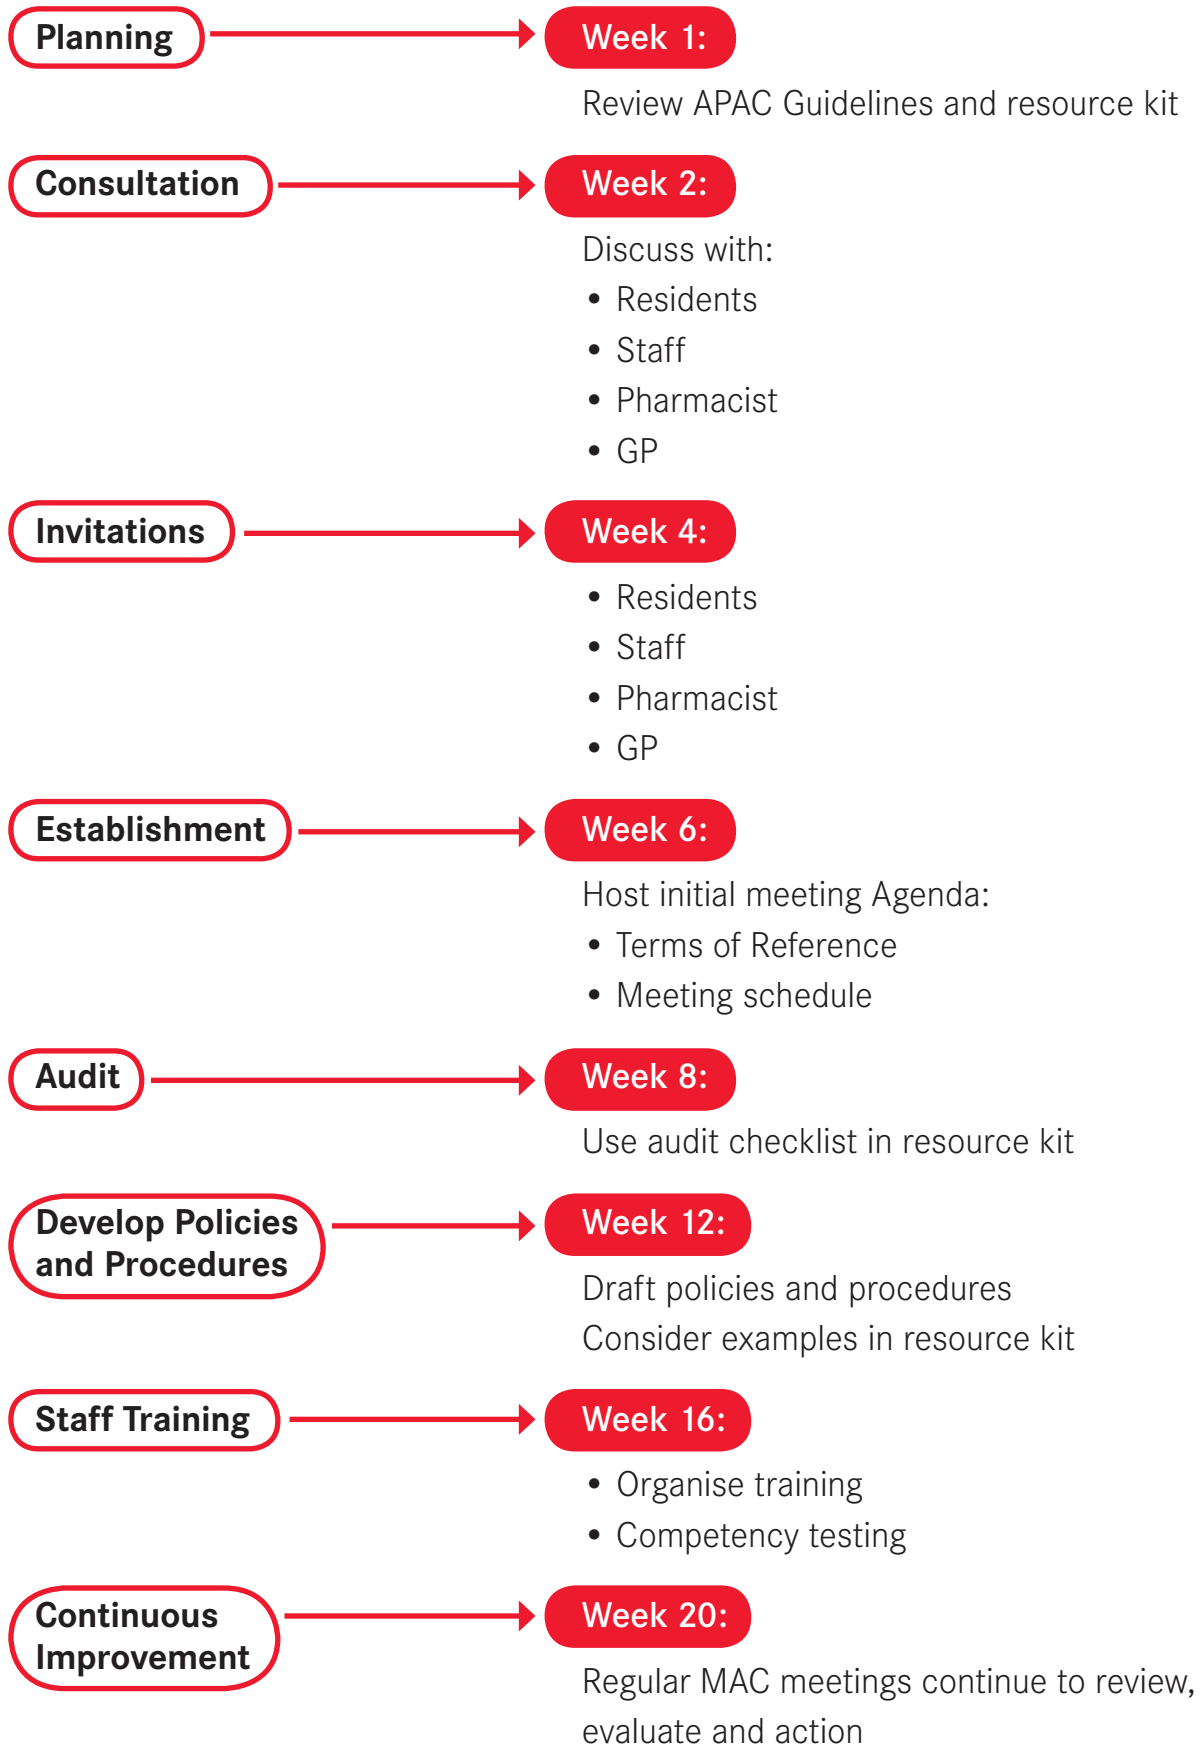 Planning
Week 1:
Review APAC Guidelines and resource kit
Consultation
Week 2:
Discuss with:
• Residents
• Staff
• Pharmacist
• GP
Invitations
Week 4:
• Residents
• Staff
• Pharmacist
• GP
Establishment
Week 6:
Host initial meeting Agenda:
• Terms of Reference
• Meeting schedule
Audit
Week 8:
Use audit checklist in resource kit
Develop Policies
and Procedures
Week 12:
Draft policies and procedures
Consider examples in resource kit
Staff Training
Week 16:
• Organise training
• Competency testing
Continuous
Improvement
Week 20:
Regular MAC meetings continue to review,
evaluate and action